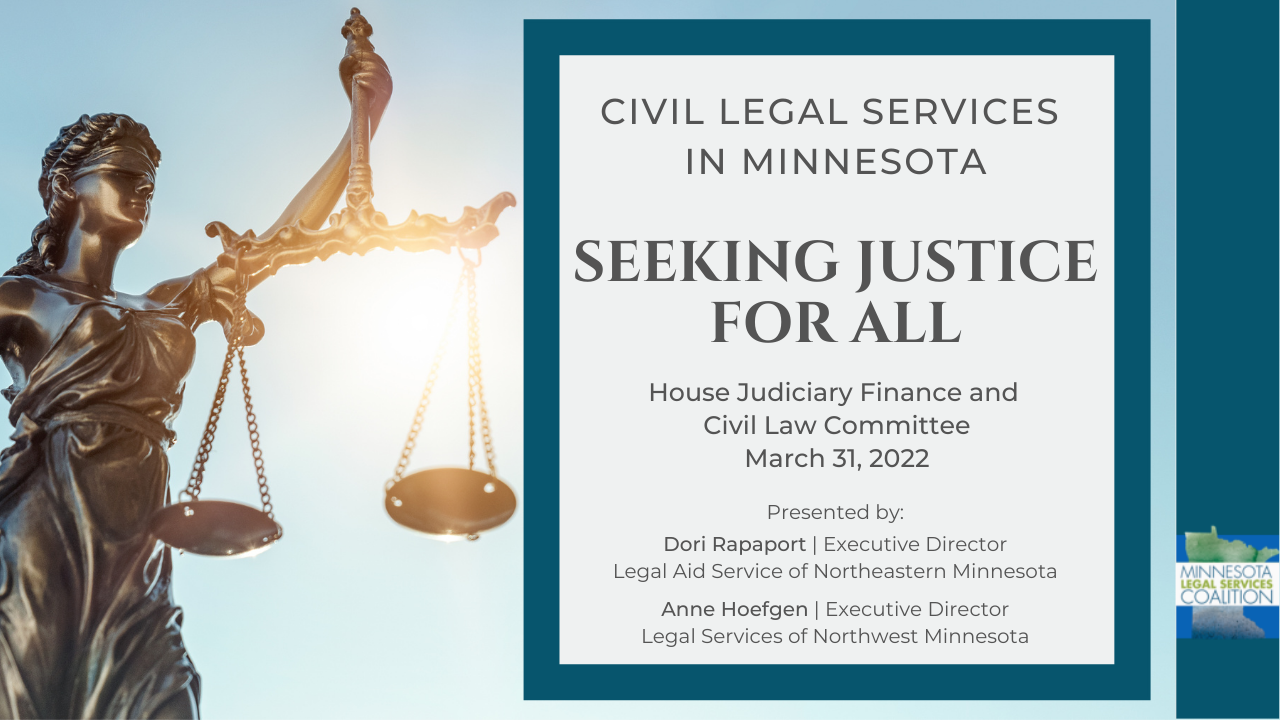 CIVIL LEGAL SERVICES
IN MINNESOTA
SEEKING JUSTICE
FOR ALL
House Judiciary Finance and
Civil Law Committee
March 31, 2022
Presented by:
Dori Rapaport | Executive Director
Legal Aid Service of Northeastern Minnesota
Anne Hoefgen | Executive Director
Legal Services of Northwest Minnesota
MINNESOTA
LEGAL SERVICES
COALITION